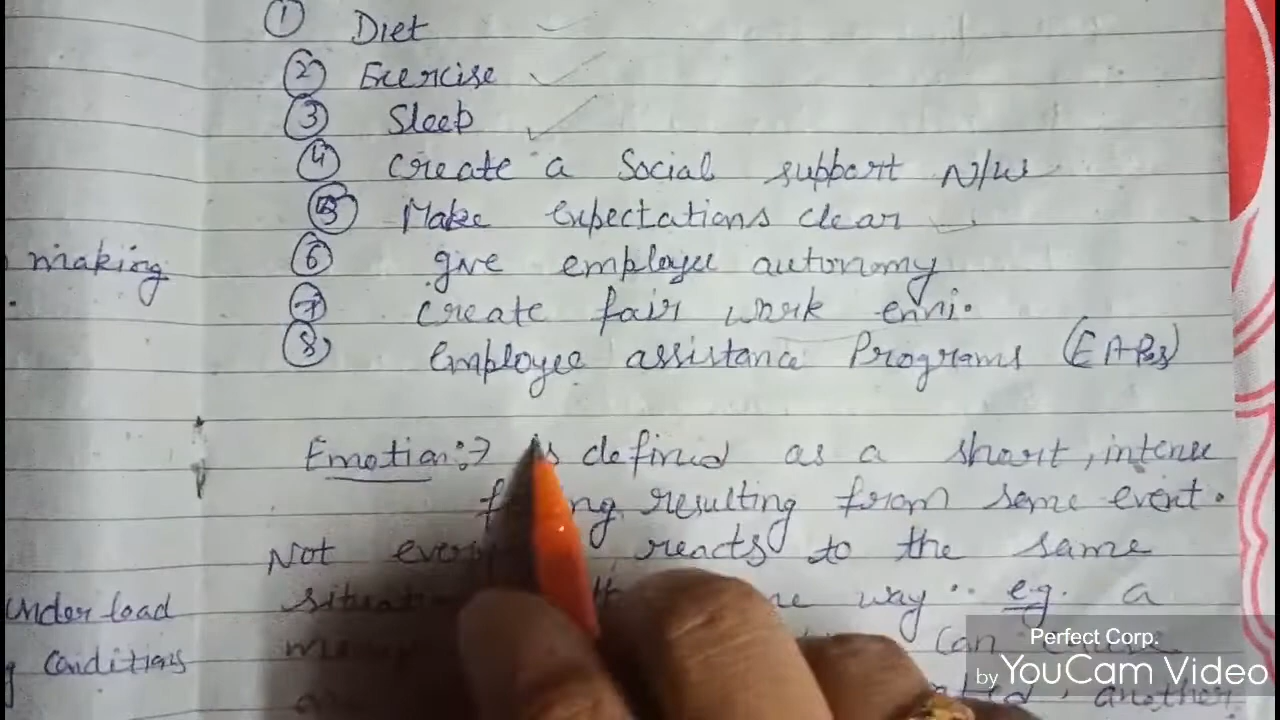 ① Diet
② Exercise
③ Sleep
④ Create a Social support N/W
⑤ Make expectations clear
making
⑥ give employee autonomy
⑦ Create fair work envi.
⑧ Employee assistance Programs (EAPs)
Emotion:→ is defined as a short, intense
resulting from some event.
Not reacts to the same
under load
way eg. a
conditions
can
another
Perfect Corp.
by YouCam Video